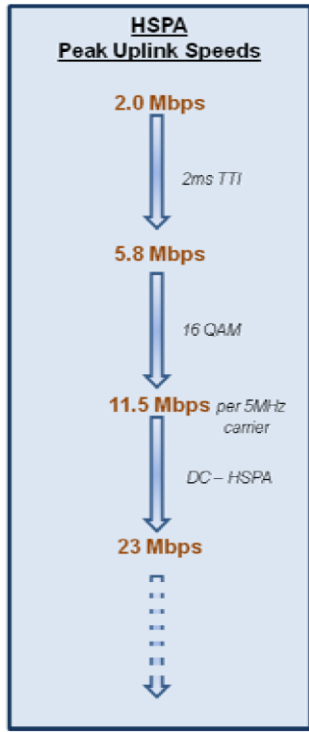 HSPA
Peak Uplink Speeds
2.0 Mbps
2ms TTI
5.8 Mbps
16 QAM
11.5 Mbps per 5MHz
carrier
DC – HSPA
23 Mbps